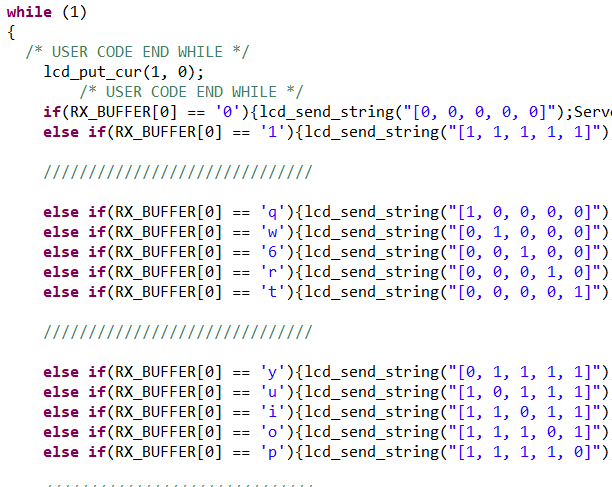 while (1)
{
/* USER CODE END WHILE */
lcd_put_cur(1, 0);
/* USER CODE END WHILE */
if(RX_BUFFER[0] == '0'){lcd_send_string("[0, 0, 0, 0, 0]");Serv
else if(RX_BUFFER[0] == '1'){lcd_send_string("[1, 1, 1, 1, 1]")
//////////////////////////////
else if(RX_BUFFER[0] == 'q'){lcd_send_string("[1, 0, 0, 0, 0]")
else if(RX_BUFFER[0] == 'w'){lcd_send_string("[0, 1, 0, 0, 0]")
else if(RX_BUFFER[0] == '6'){lcd_send_string("[0, 0, 1, 0, 0]")
else if(RX_BUFFER[0] == 'r'){lcd_send_string("[0, 0, 0, 1, 0]")
else if(RX_BUFFER[0] == 't'){lcd_send_string("[0, 0, 0, 0, 1]")
//////////////////////////////
else if(RX_BUFFER[0] == 'y'){lcd_send_string("[0, 1, 1, 1, 1]")
else if(RX_BUFFER[0] == 'u'){lcd_send_string("[1, 0, 1, 1, 1]")
else if(RX_BUFFER[0] == 'i'){lcd_send_string("[1, 1, 0, 1, 1]")
else if(RX_BUFFER[0] == 'o'){lcd_send_string("[1, 1, 1, 0, 1]")
else if(RX_BUFFER[0] == 'p'){lcd_send_string("[1, 1, 1, 1, 0]")